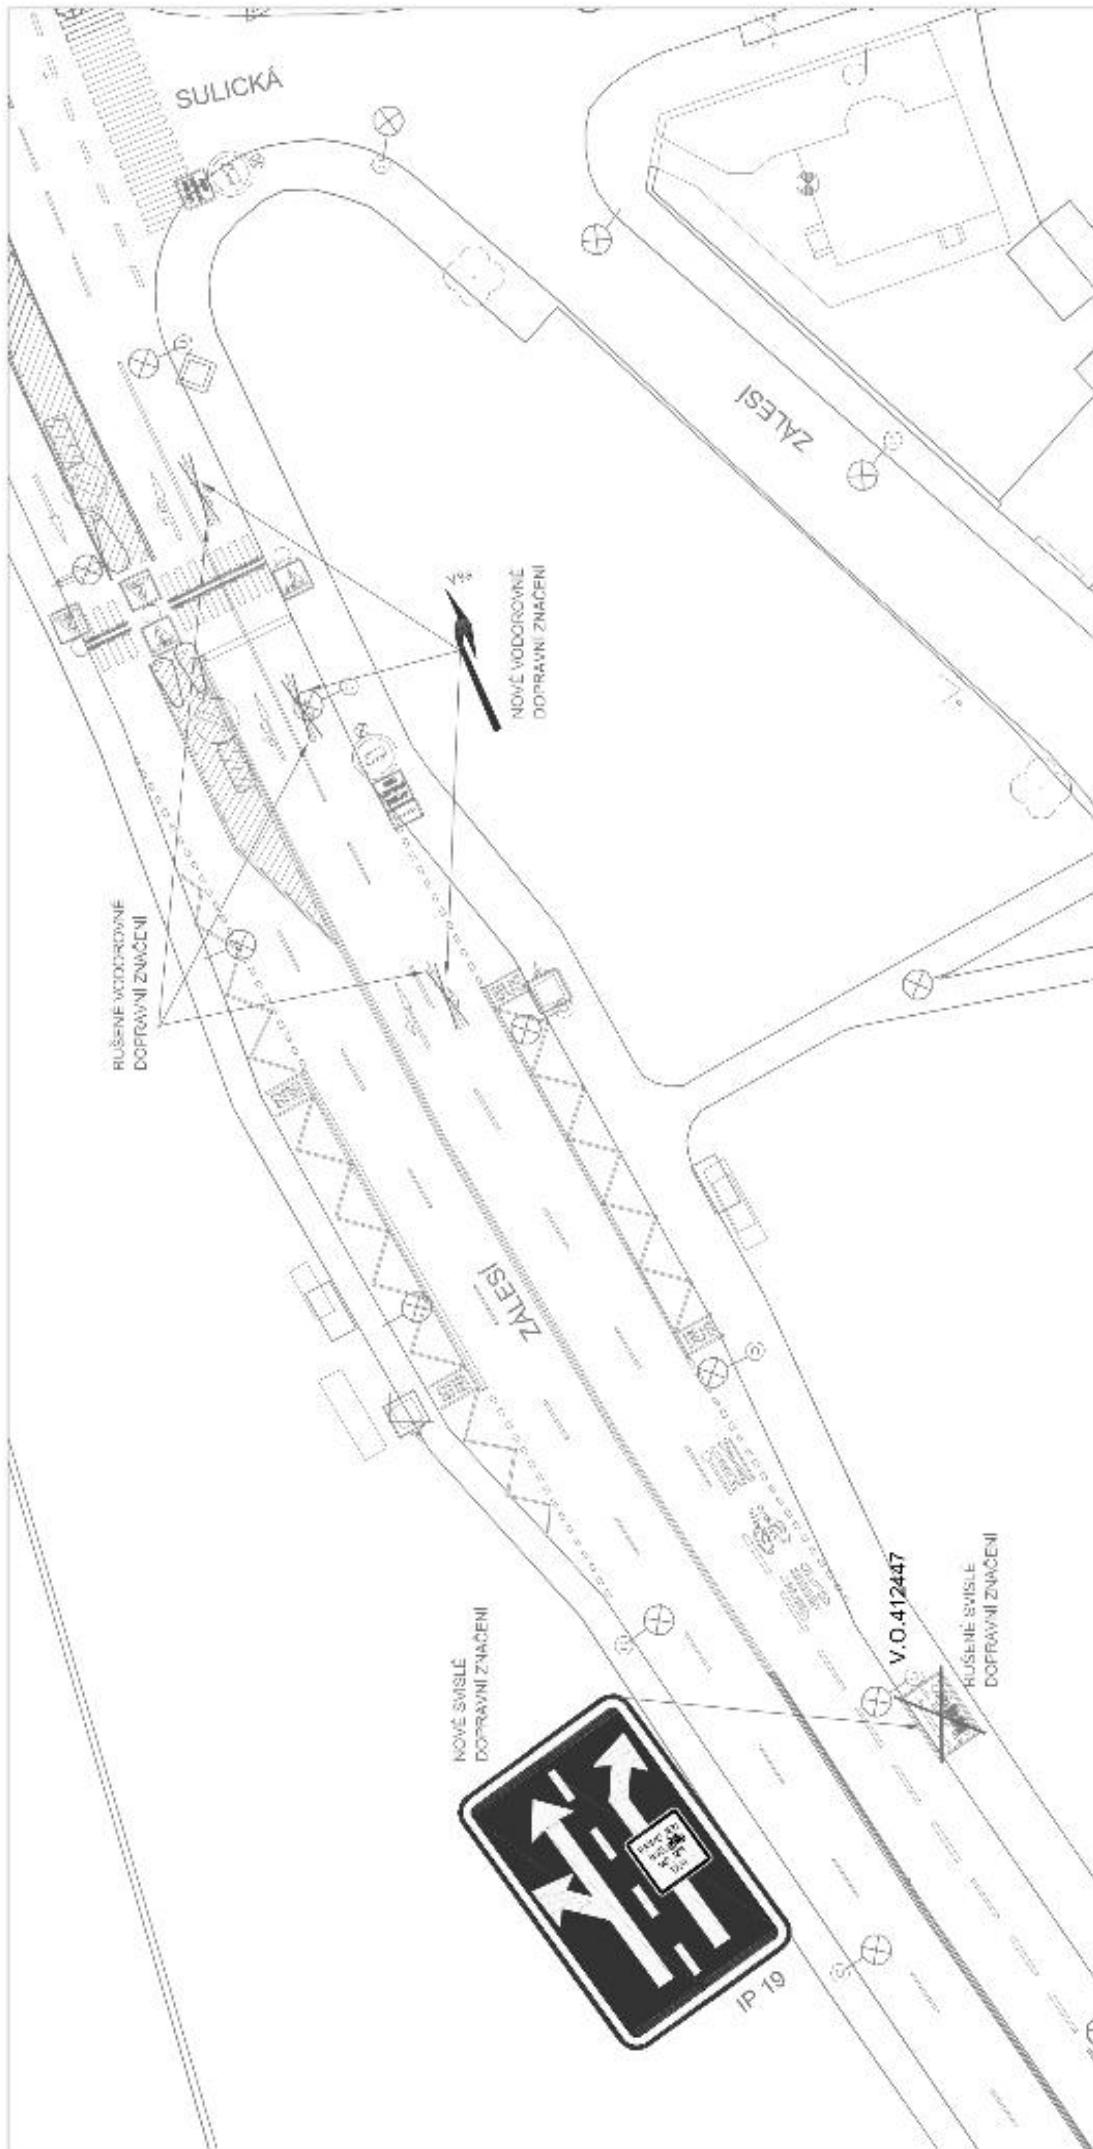 SULICKÁ
ZÁLESÍ
NOVÉ VODOROVNÉ
DOPRAVNÍ ZNAČENÍ
RUŠENÉ VODOROVNÉ
DOPRAVNÍ ZNAČENÍ
ZÁLESÍ
V.O.412447
RUŠENÉ SVISLÉ
DOPRAVNÍ ZNAČENÍ
NOVÉ SVISLÉ
DOPRAVNÍ ZNAČENÍ
IP 19